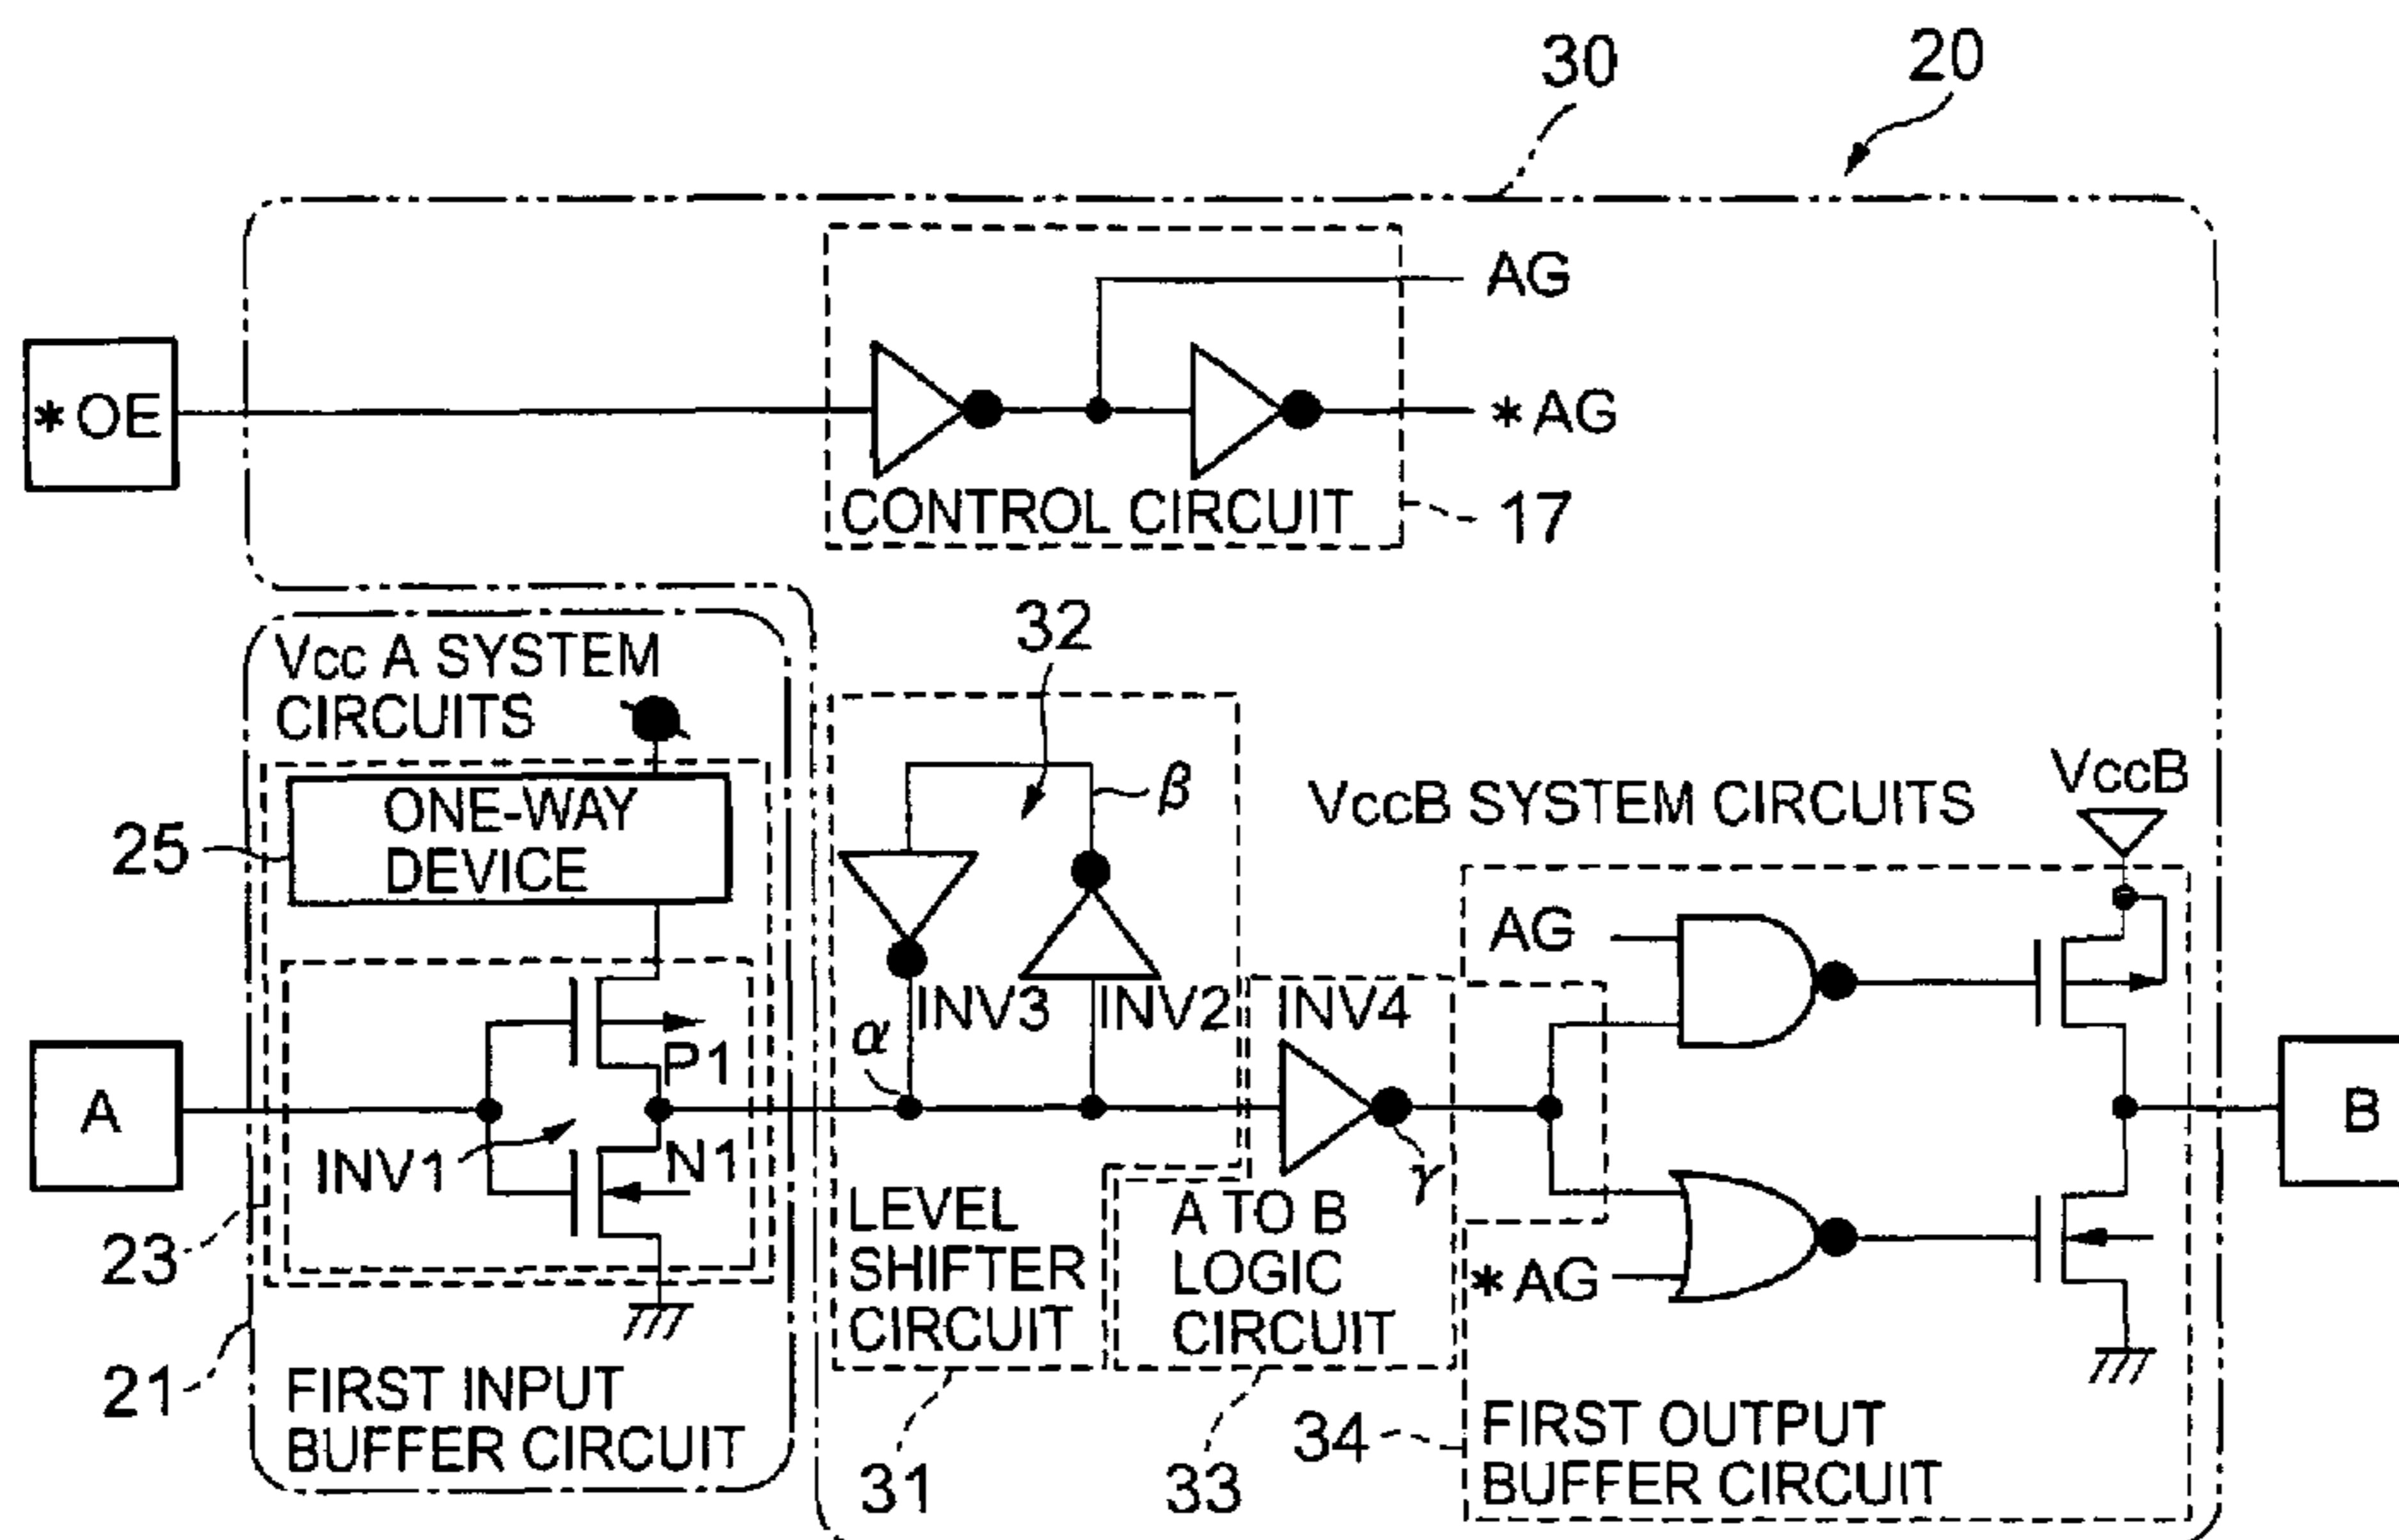 30
20
AG
*OE
*AG
CONTROL CIRCUIT
17
Vcc A SYSTEM
CIRCUITS
32
ONE-WAY
DEVICE
25
β
VccB SYSTEM CIRCUITS
VccB
AG
INV3
INV2
INV4
α
P1
A
B
INV1
N1
γ
23
LEVEL
SHIFTER
CIRCUIT
A TO B
LOGIC
CIRCUIT
*AG
21
FIRST INPUT
BUFFER CIRCUIT
31
33
34
FIRST OUTPUT
BUFFER CIRCUIT